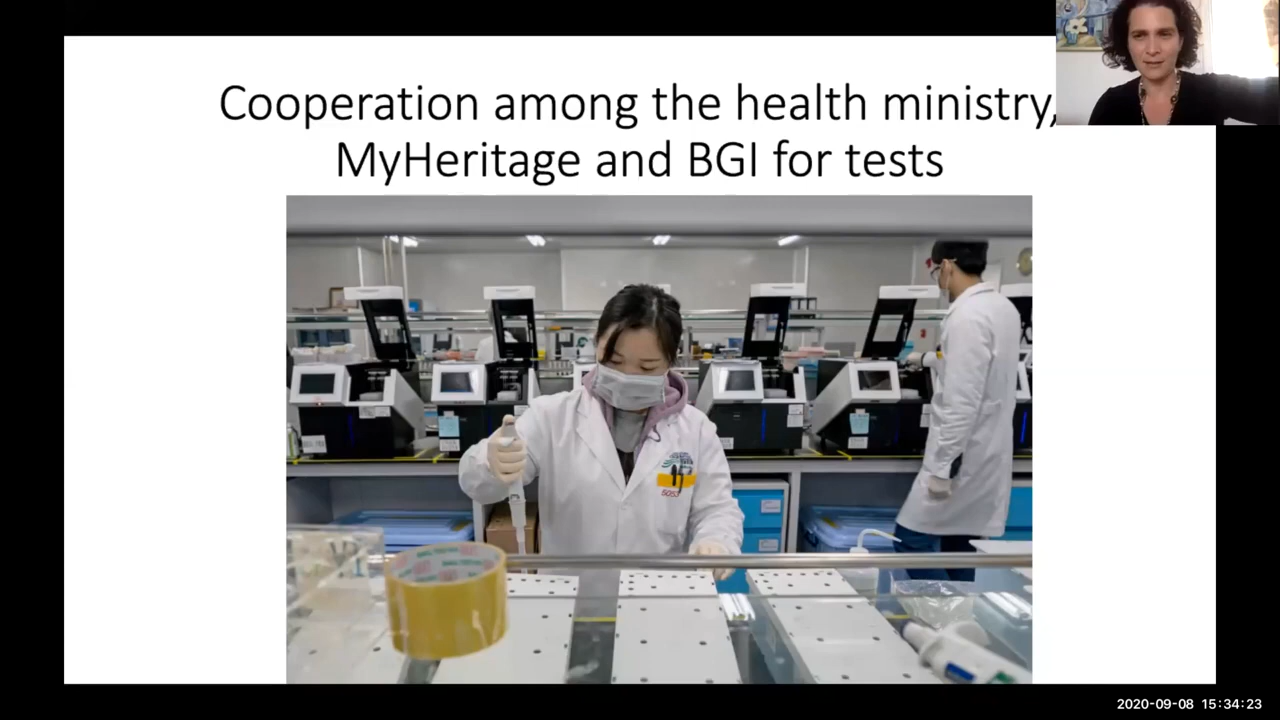 Cooperation among the health ministry,
MyHeritage and BGI for tests
2020-09-08 15:34:23